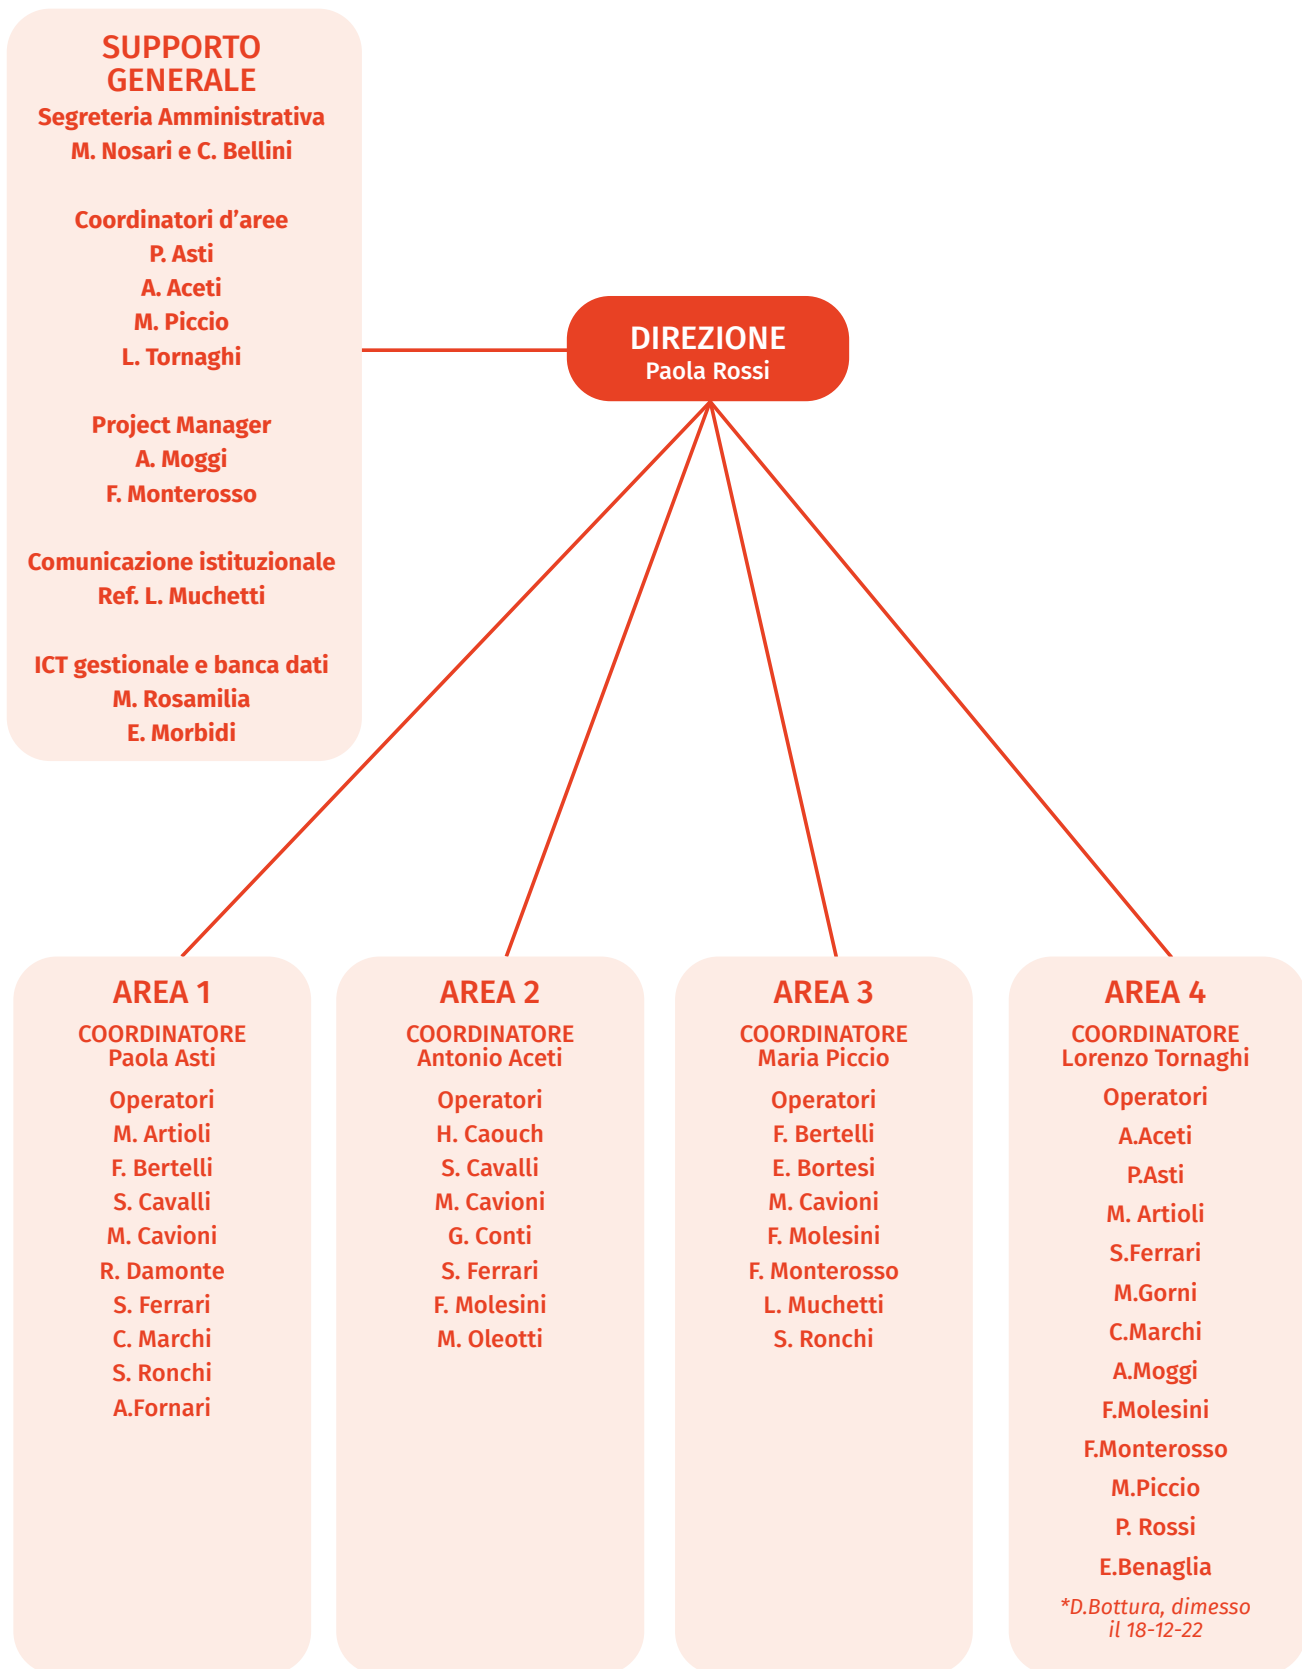 SUPPORTO
GENERALE
Segreteria Amministrativa
M. Nosari e C. Bellini
Coordinatori d’aree
P. Asti
A. Aceti
M. Piccio
L. Tornaghi
Project Manager
A. Moggi
F. Monterosso
Comunicazione istituzionale
Ref. L. Muchetti
ICT gestionale e banca dati
M. Rosamilia
E. Morbidi
DIREZIONE
Paola Rossi
AREA 1
COORDINATORE
Paola Asti
Operatori
M. Artioli
F. Bertelli
S. Cavalli
M. Cavioni
R. Damonte
S. Ferrari
C. Marchi
S. Ronchi
A.Fornari
AREA 2
COORDINATORE
Antonio Aceti
Operatori
H. Caouch
S. Cavalli
M. Cavioni
G. Conti
S. Ferrari
F. Molesini
M. Oleotti
AREA 3
COORDINATORE
Maria Piccio
Operatori
F. Bertelli
E. Bortesi
M. Cavioni
F. Molesini
F. Monterosso
L. Muchetti
S. Ronchi
AREA 4
COORDINATORE
Lorenzo Tornaghi
Operatori
A.Aceti
P.Asti
M. Artioli
S.Ferrari
M.Gorni
C.Marchi
A.Moggi
F.Molesini
F.Monterosso
M.Piccio
P. Rossi
E.Benaglia
*D.Bottura, dimesso
il 18-12-22